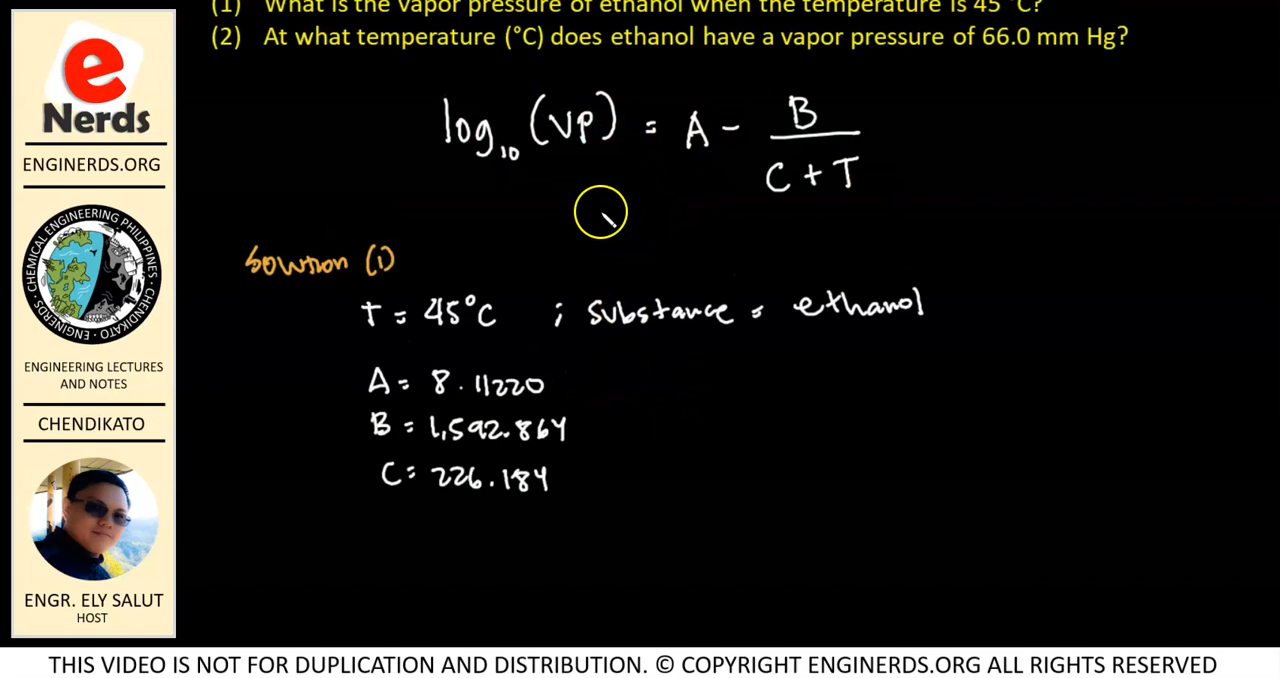 (1) What is the vapor pressure of ethanol when the temperature is 45 °C?
(2) At what temperature (°C) does ethanol have a vapor pressure of 66.0 mm Hg?
e
Nerds
ENGINERDS.ORG
CHEMICAL ENGINEERING PHILIPPINES • CHENDIKATO • ENGINERDS •
ENGINEERING LECTURES
AND NOTES
CHENDIKATO
ENGR. ELY SALUT
HOST
log10 (VP) = A - B / C + T
Solution (1)
T = 45°C ; substance = ethanol
A = 8.11220
B = 1,592.864
C = 226.184
THIS VIDEO IS NOT FOR DUPLICATION AND DISTRIBUTION. © COPYRIGHT ENGINERDS.ORG ALL RIGHTS RESERVED